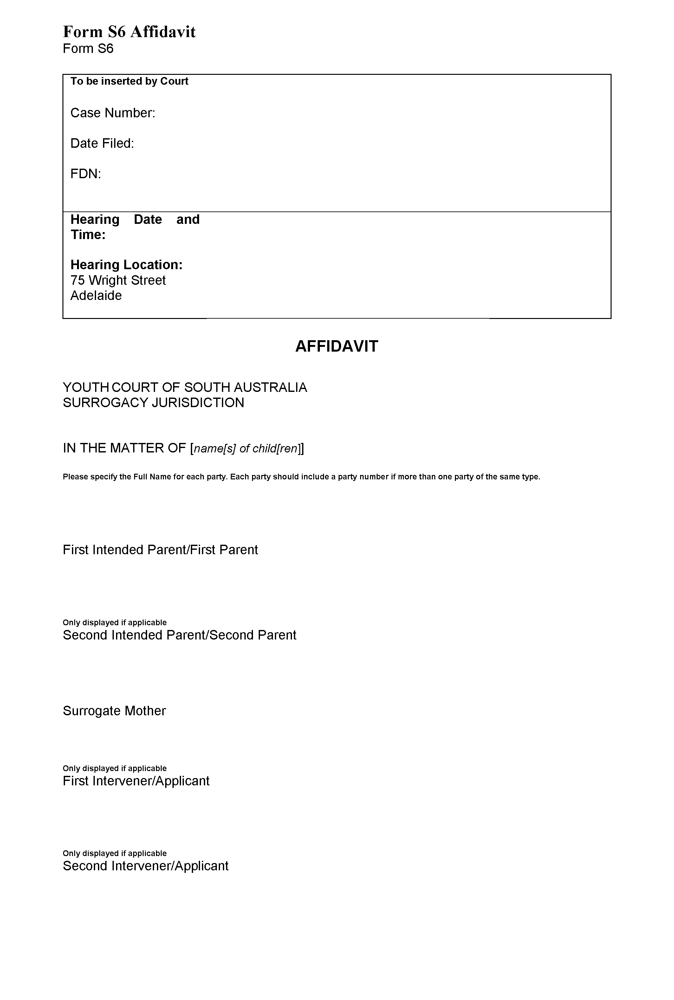 Form S6 Affidavit
Form S6
To be inserted by Court
Case Number:
Date Filed:
FDN:
Hearing Date and
Time:
Hearing Location:
75 Wright Street
Adelaide
AFFIDAVIT
YOUTH COURT OF SOUTH AUSTRALIA
SURROGACY JURISDICTION
IN THE MATTER OF [name[s] of child[ren]]
Please specify the Full Name for each party. Each party should include a party number if more than one party of the same type.
First Intended Parent/First Parent
Only displayed if applicable
Second Intended Parent/Second Parent
Surrogate Mother
Only displayed if applicable
First Intervener/Applicant
Only displayed if applicable
Second Intervener/Applicant